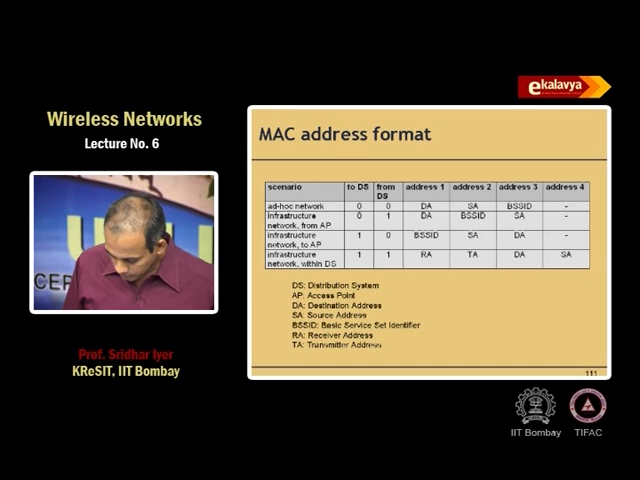 ekalavya
Wireless Networks
Lecture No. 6
MAC address format
scenario to DS from DS address 1 address 2 address 3 address 4
ad-hoc network 0 0 DA SA BSSID -
infrastructure network, from AP 0 1 DA BSSID SA -
infrastructure network, to AP 1 0 BSSID SA DA -
infrastructure network, within DS 1 1 RA TA DA SA
DS: Distribution System
AP: Access Point
DA: Destination Address
SA: Source Address
BSSID: Basic Service Set Identifier
RA: Receiver Address
TA: Transmitter Address
111
Prof. Sridhar Iyer
KReSIT, IIT Bombay
IIT Bombay
TIFAC